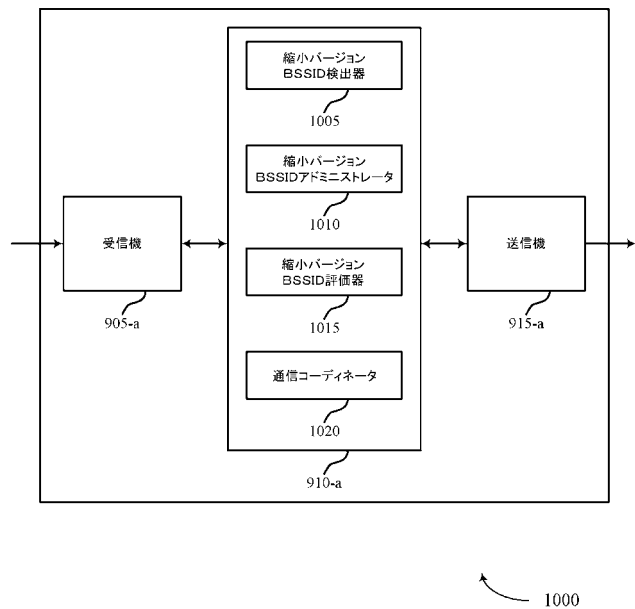 縮小バージョン
BSSID検出器
1005
縮小バージョン
BSSIDアドミニストレータ
1010
受信機
905-a
縮小バージョン
BSSID評価器
1015
送信機
915-a
通信コーディネータ
1020
910-a
1000